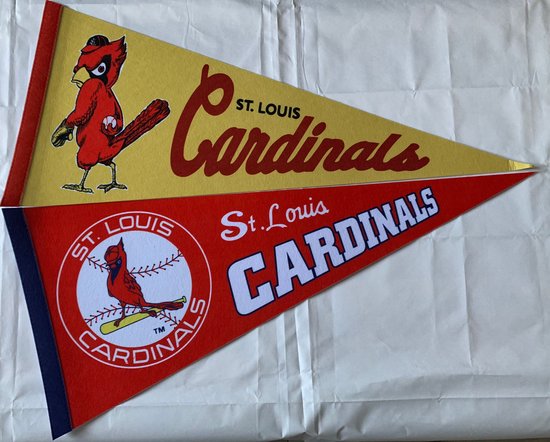 ST. LOUIS
Cardinals
ST. LOUIS
CARDINALS
TM
St. Louis
CARDINALS